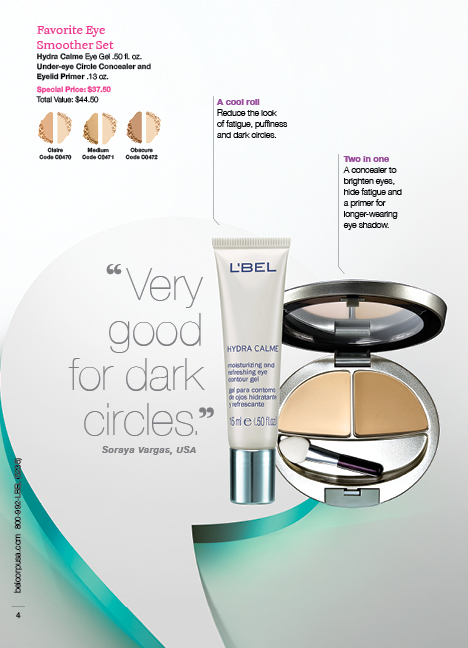 Favorite Eye
Smoother Set
Hydra Calme Eye Gel .50 fl. oz.
Under-eye Circle Concealer and
Eyelid Primer .13 oz.
Special Price: $37.50
Total Value: $44.50
Claire
Code C0470
Medium
Code C0471
Obscure
Code C0472
A cool roll
Reduce the look
of fatigue, puffiness
and dark circles.
Two in one
A concealer to
brighten eyes,
hide fatigue and
a primer for
longer-wearing
eye shadow.
“Very
good
for dark
circles.”
Soraya Vargas, USA
L'BEL
HYDRA CALME
moisturizing and
refreshing eye
contour gel
gel para contorno
de ojos hidratante
y refrescante
15 ml e (.50 fl.oz)
belcorpusa.com 800-992-LBEL (5235)
4